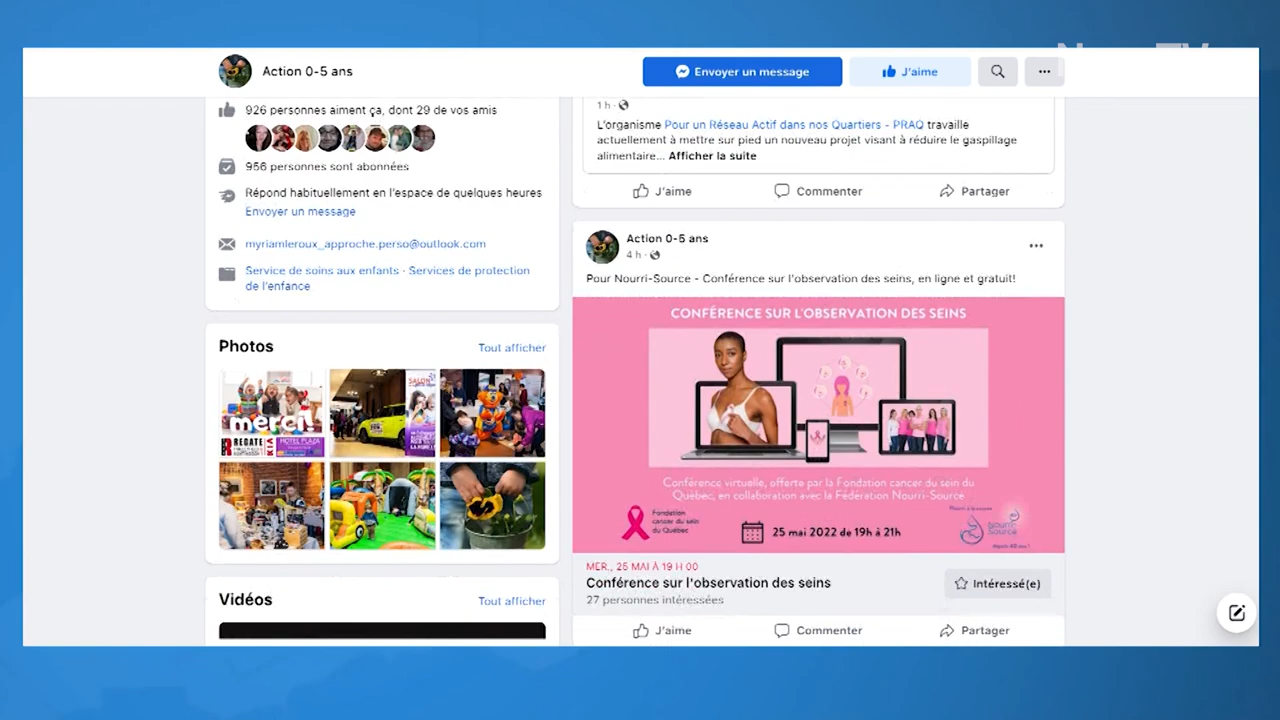 Action 0-5 ans
Envoyer un message
J'aime
926 personnes aiment ça, dont 29 de vos amis
956 personnes sont abonnées
Répond habituellement en l'espace de quelques heures
Envoyer un message
myriamleroux_approche.perso@outlook.com
Service de soins aux enfants · Services de protection
de l'enfance
Photos
Tout afficher
merci!
REGATE
KIA
HOTEL PLAZA
SALON
Vidéos
Tout afficher
1 h ·
L'organisme Pour un Réseau Actif dans nos Quartiers - PRAQ travaille
actuellement à mettre sur pied un nouveau projet visant à réduire le gaspillage
alimentaire... Afficher la suite
J'aime
Commenter
Partager
Action 0-5 ans
4 h ·
Pour Nourri-Source - Conférence sur l'observation des seins, en ligne et gratuit!
CONFÉRENCE SUR L'OBSERVATION DES SEINS
Conférence virtuelle, offerte par la Fondation cancer du sein du
Québec, en collaboration avec la Fédération Nourri-Source
Fondation
cancer du sein
du Québec
25 mai 2022 de 19h à 21h
Nourri
Source
MER., 25 MAI À 19 H 00
Conférence sur l'observation des seins
27 personnes intéressées
Intéressé(e)
J'aime
Commenter
Partager